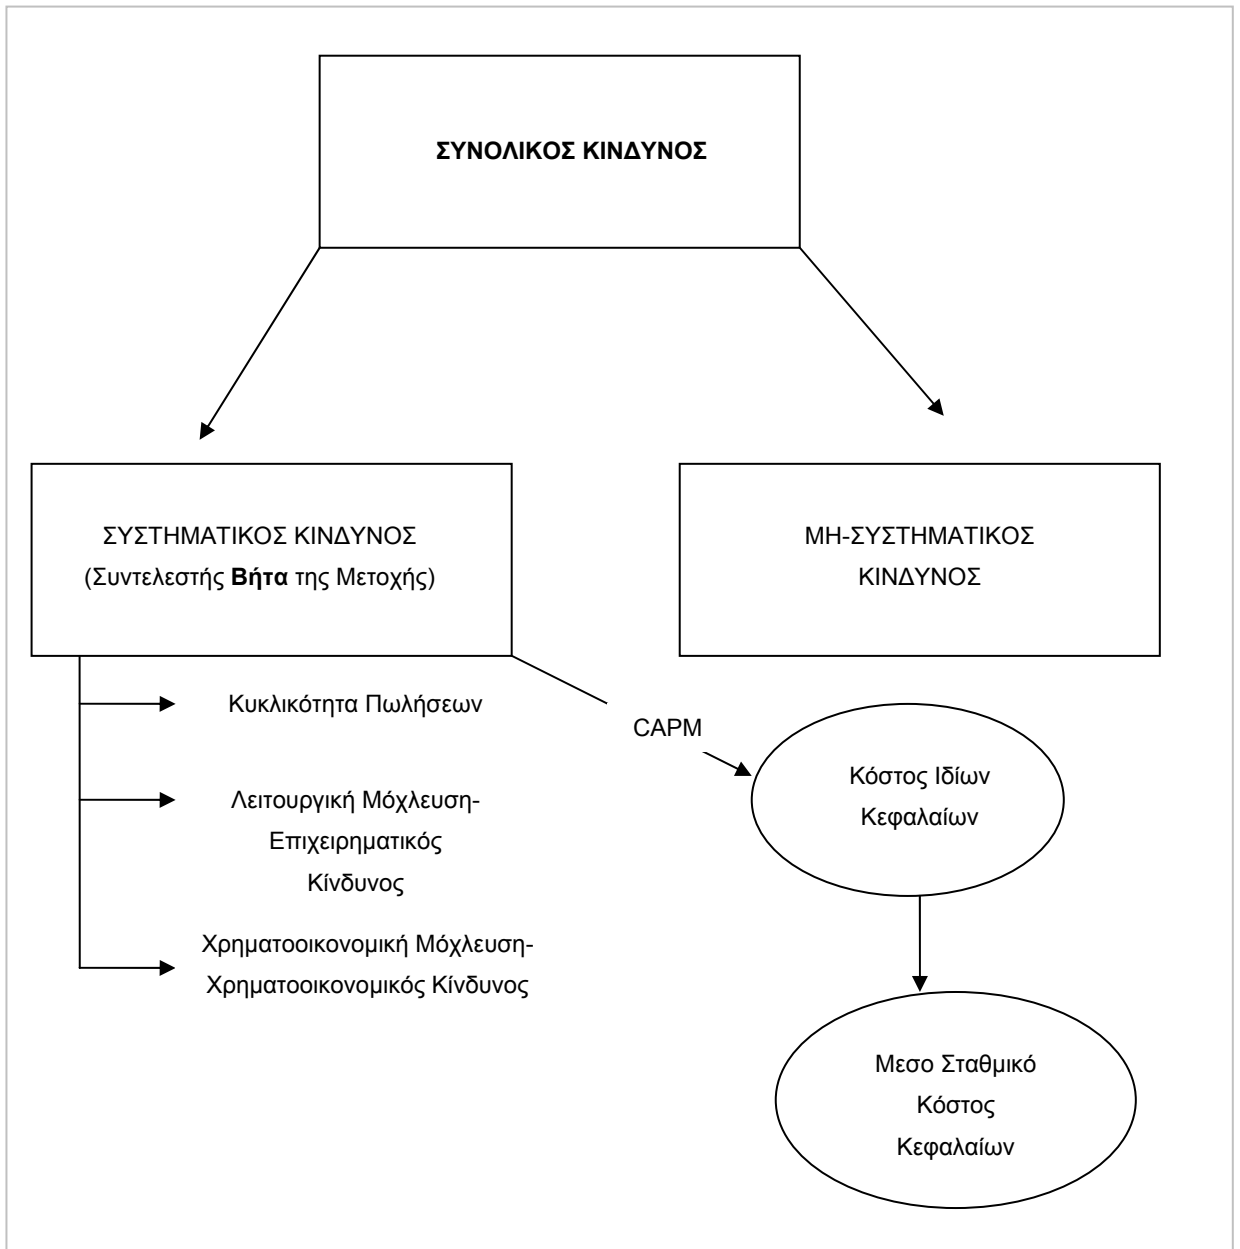 ΣΥΝΟΛΙΚΟΣ ΚΙΝΔΥΝΟΣ
ΣΥΣΤΗΜΑΤΙΚΟΣ ΚΙΝΔΥΝΟΣ
(Συντελεστής Βήτα της Μετοχής)
ΜΗ-ΣΥΣΤΗΜΑΤΙΚΟΣ
ΚΙΝΔΥΝΟΣ
Κυκλικότητα Πωλήσεων
Λειτουργική Μόχλευση-
Επιχειρηματικός
Κίνδυνος
Χρηματοοικονομική Μόχλευση-
Χρηματοοικονομικός Κίνδυνος
CAPM
Κόστος Ιδίων
Κεφαλαίων
Μεσο Σταθμικό
Κόστος
Κεφαλαίων